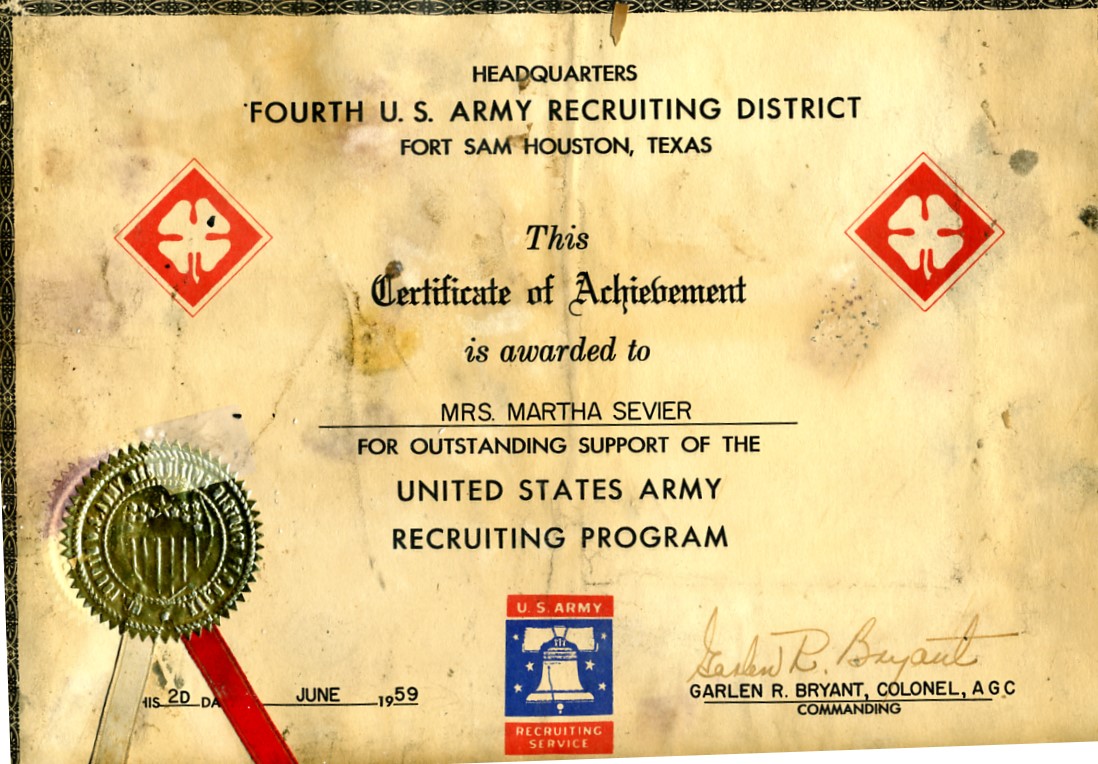 HEADQUARTERS
FOURTH U. S. ARMY RECRUITING DISTRICT
FORT SAM HOUSTON, TEXAS
This
Certificate of Achievement
is awarded to
MRS. MARTHA SEVIER
FOR OUTSTANDING SUPPORT OF THE
UNITED STATES ARMY
RECRUITING PROGRAM
U. S. ARMY
RECRUITING
SERVICE
Garlen R. Bryant
GARLEN R. BRYANT, COLONEL, A G C
COMMANDING
HIS 2D DA JUNE 1959